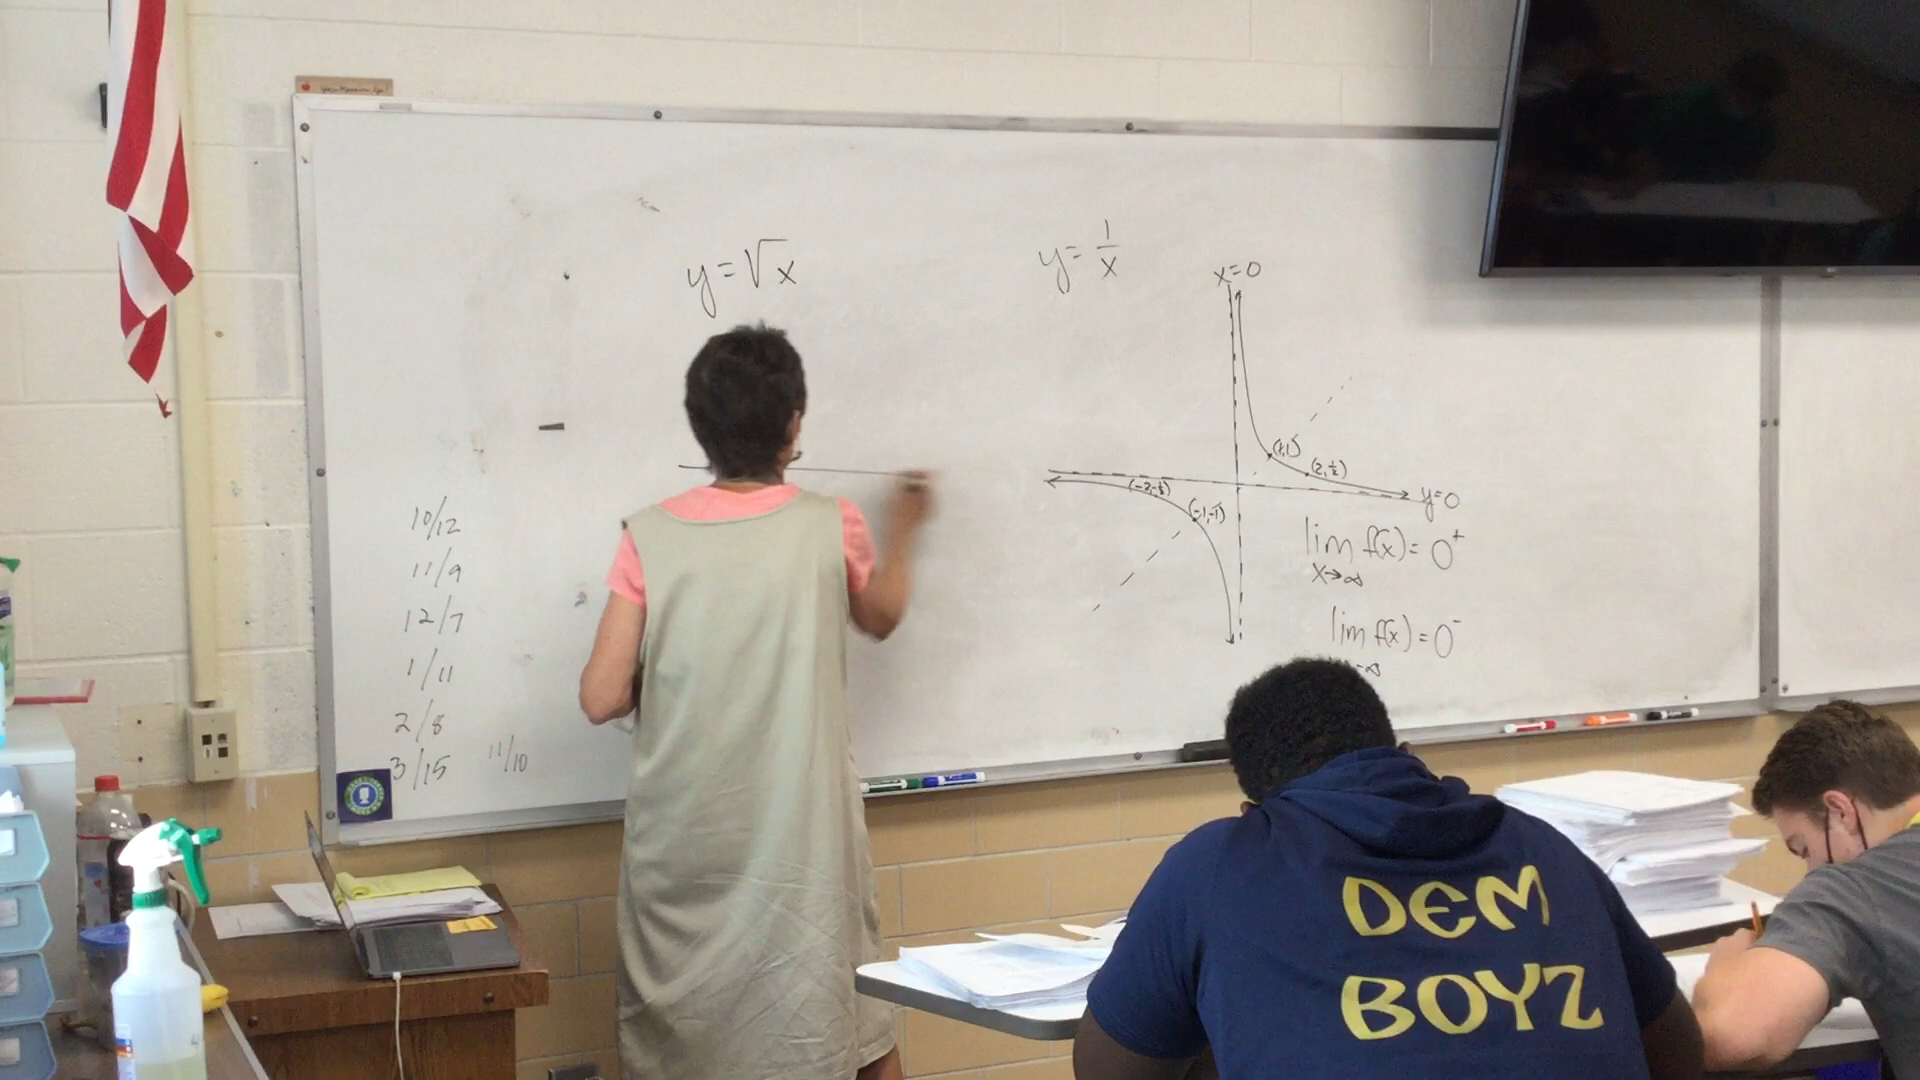 y = √x
y = 1/x
x = 0
(1,1)
(2, 1/2)
(-2, -1/2)
(-1, -1)
y = 0
lim f(x) = 0⁺
x→∞
lim f(x) = 0⁻
-∞
10/12
11/9
12/7
1/11
2/8
3/15
11/10
DEM
BOYZ